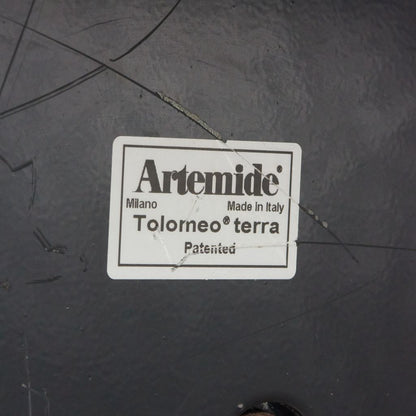 Artemide®
Milano Made in Italy
Tolomeo® terra
Patented